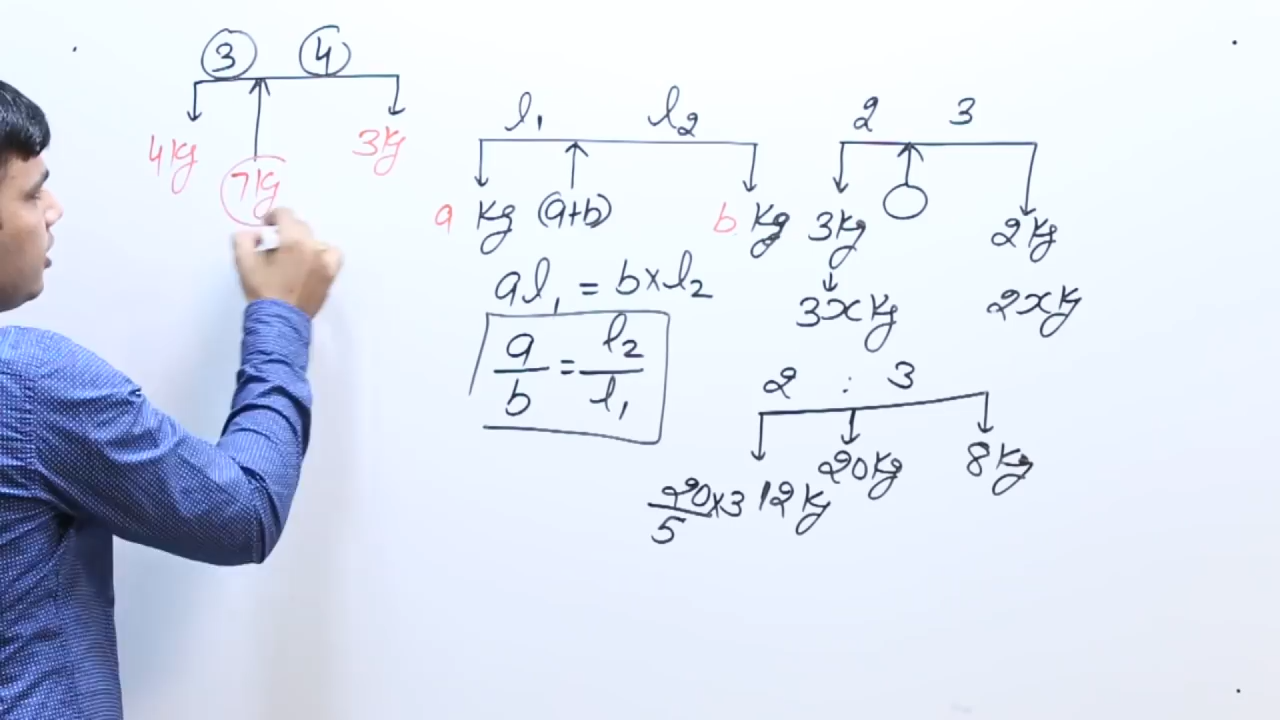 3 4
4Kg 3Kg
7Kg
l₁ l₂
a Kg (a+b) b Kg
al₁ = b×l₂
a/b = l₂/l₁
2 3
3Kg 2Kg
3xKg 2xKg
2 : 3
20Kg 8Kg
20/5 ×3 12Kg